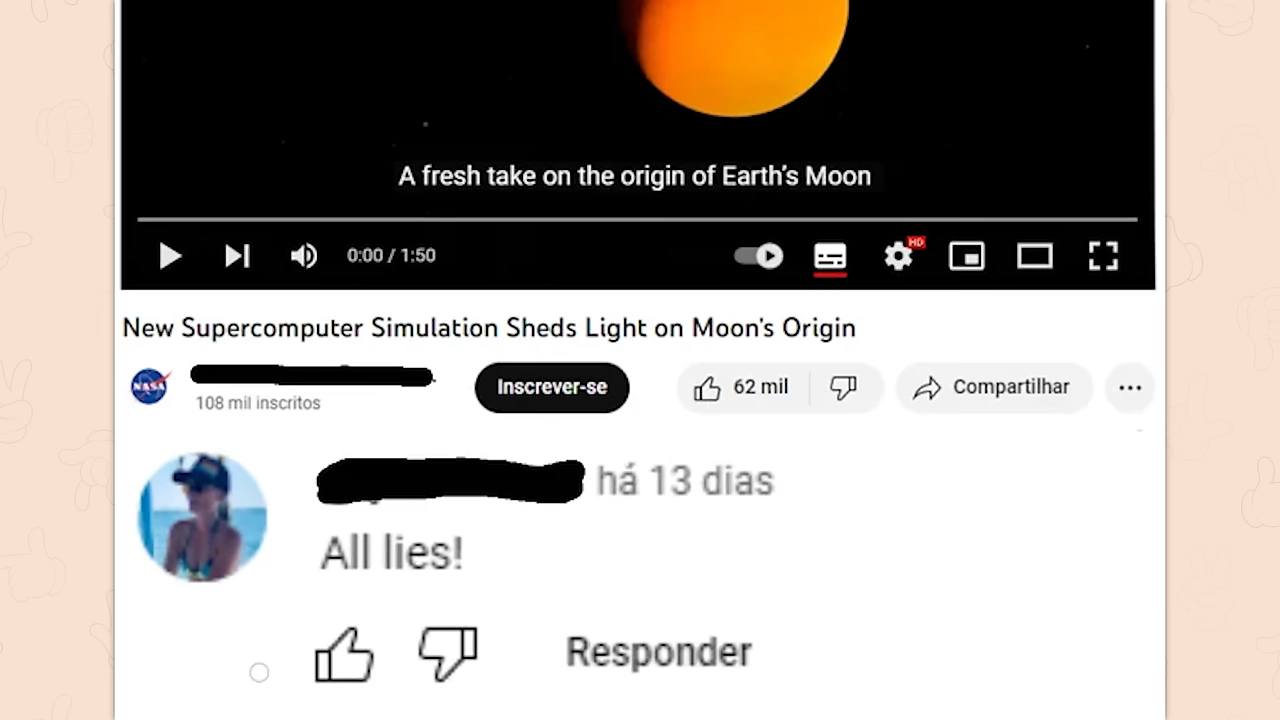 A fresh take on the origin of Earth's Moon
0:00 / 1:50
HD
New Supercomputer Simulation Sheds Light on Moon's Origin
NASA
Inscrever-se
62 mil
Compartilhar
108 mil inscritos
há 13 dias
All lies!
Responder